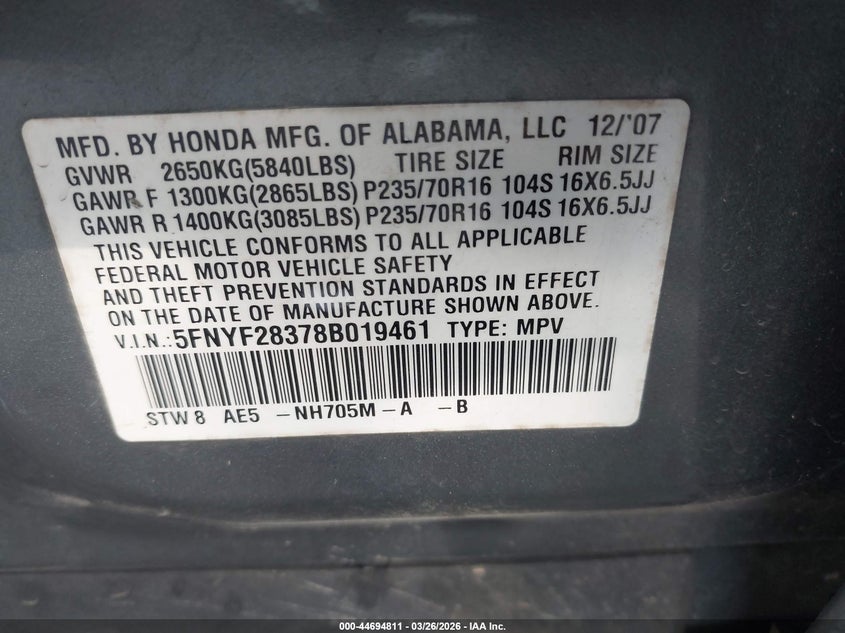 MFD. BY HONDA MFG. OF ALABAMA, LLC 12/'07
GVWR 2650KG(5840LBS) TIRE SIZE RIM SIZE
GAWR F 1300KG(2865LBS) P235/70R16 104S 16X6.5JJ
GAWR R 1400KG(3085LBS) P235/70R16 104S 16X6.5JJ
THIS VEHICLE CONFORMS TO ALL APPLICABLE
FEDERAL MOTOR VEHICLE SAFETY
AND THEFT PREVENTION STANDARDS IN EFFECT
ON THE DATE OF MANUFACTURE SHOWN ABOVE.
V.I.N.: 5FNYF28378B019461 TYPE: MPV
STW 8 AE5 -NH705M-A -B
000-44694811 - 03/26/2026 - IAA Inc.